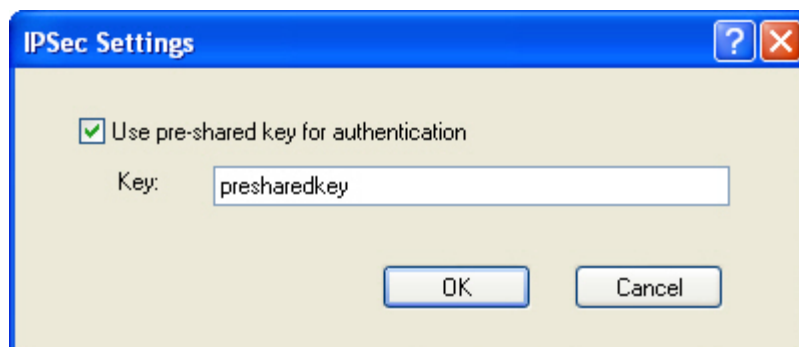 IPSec Settings
Use pre-shared key for authentication
Key: presharedkey
OK Cancel